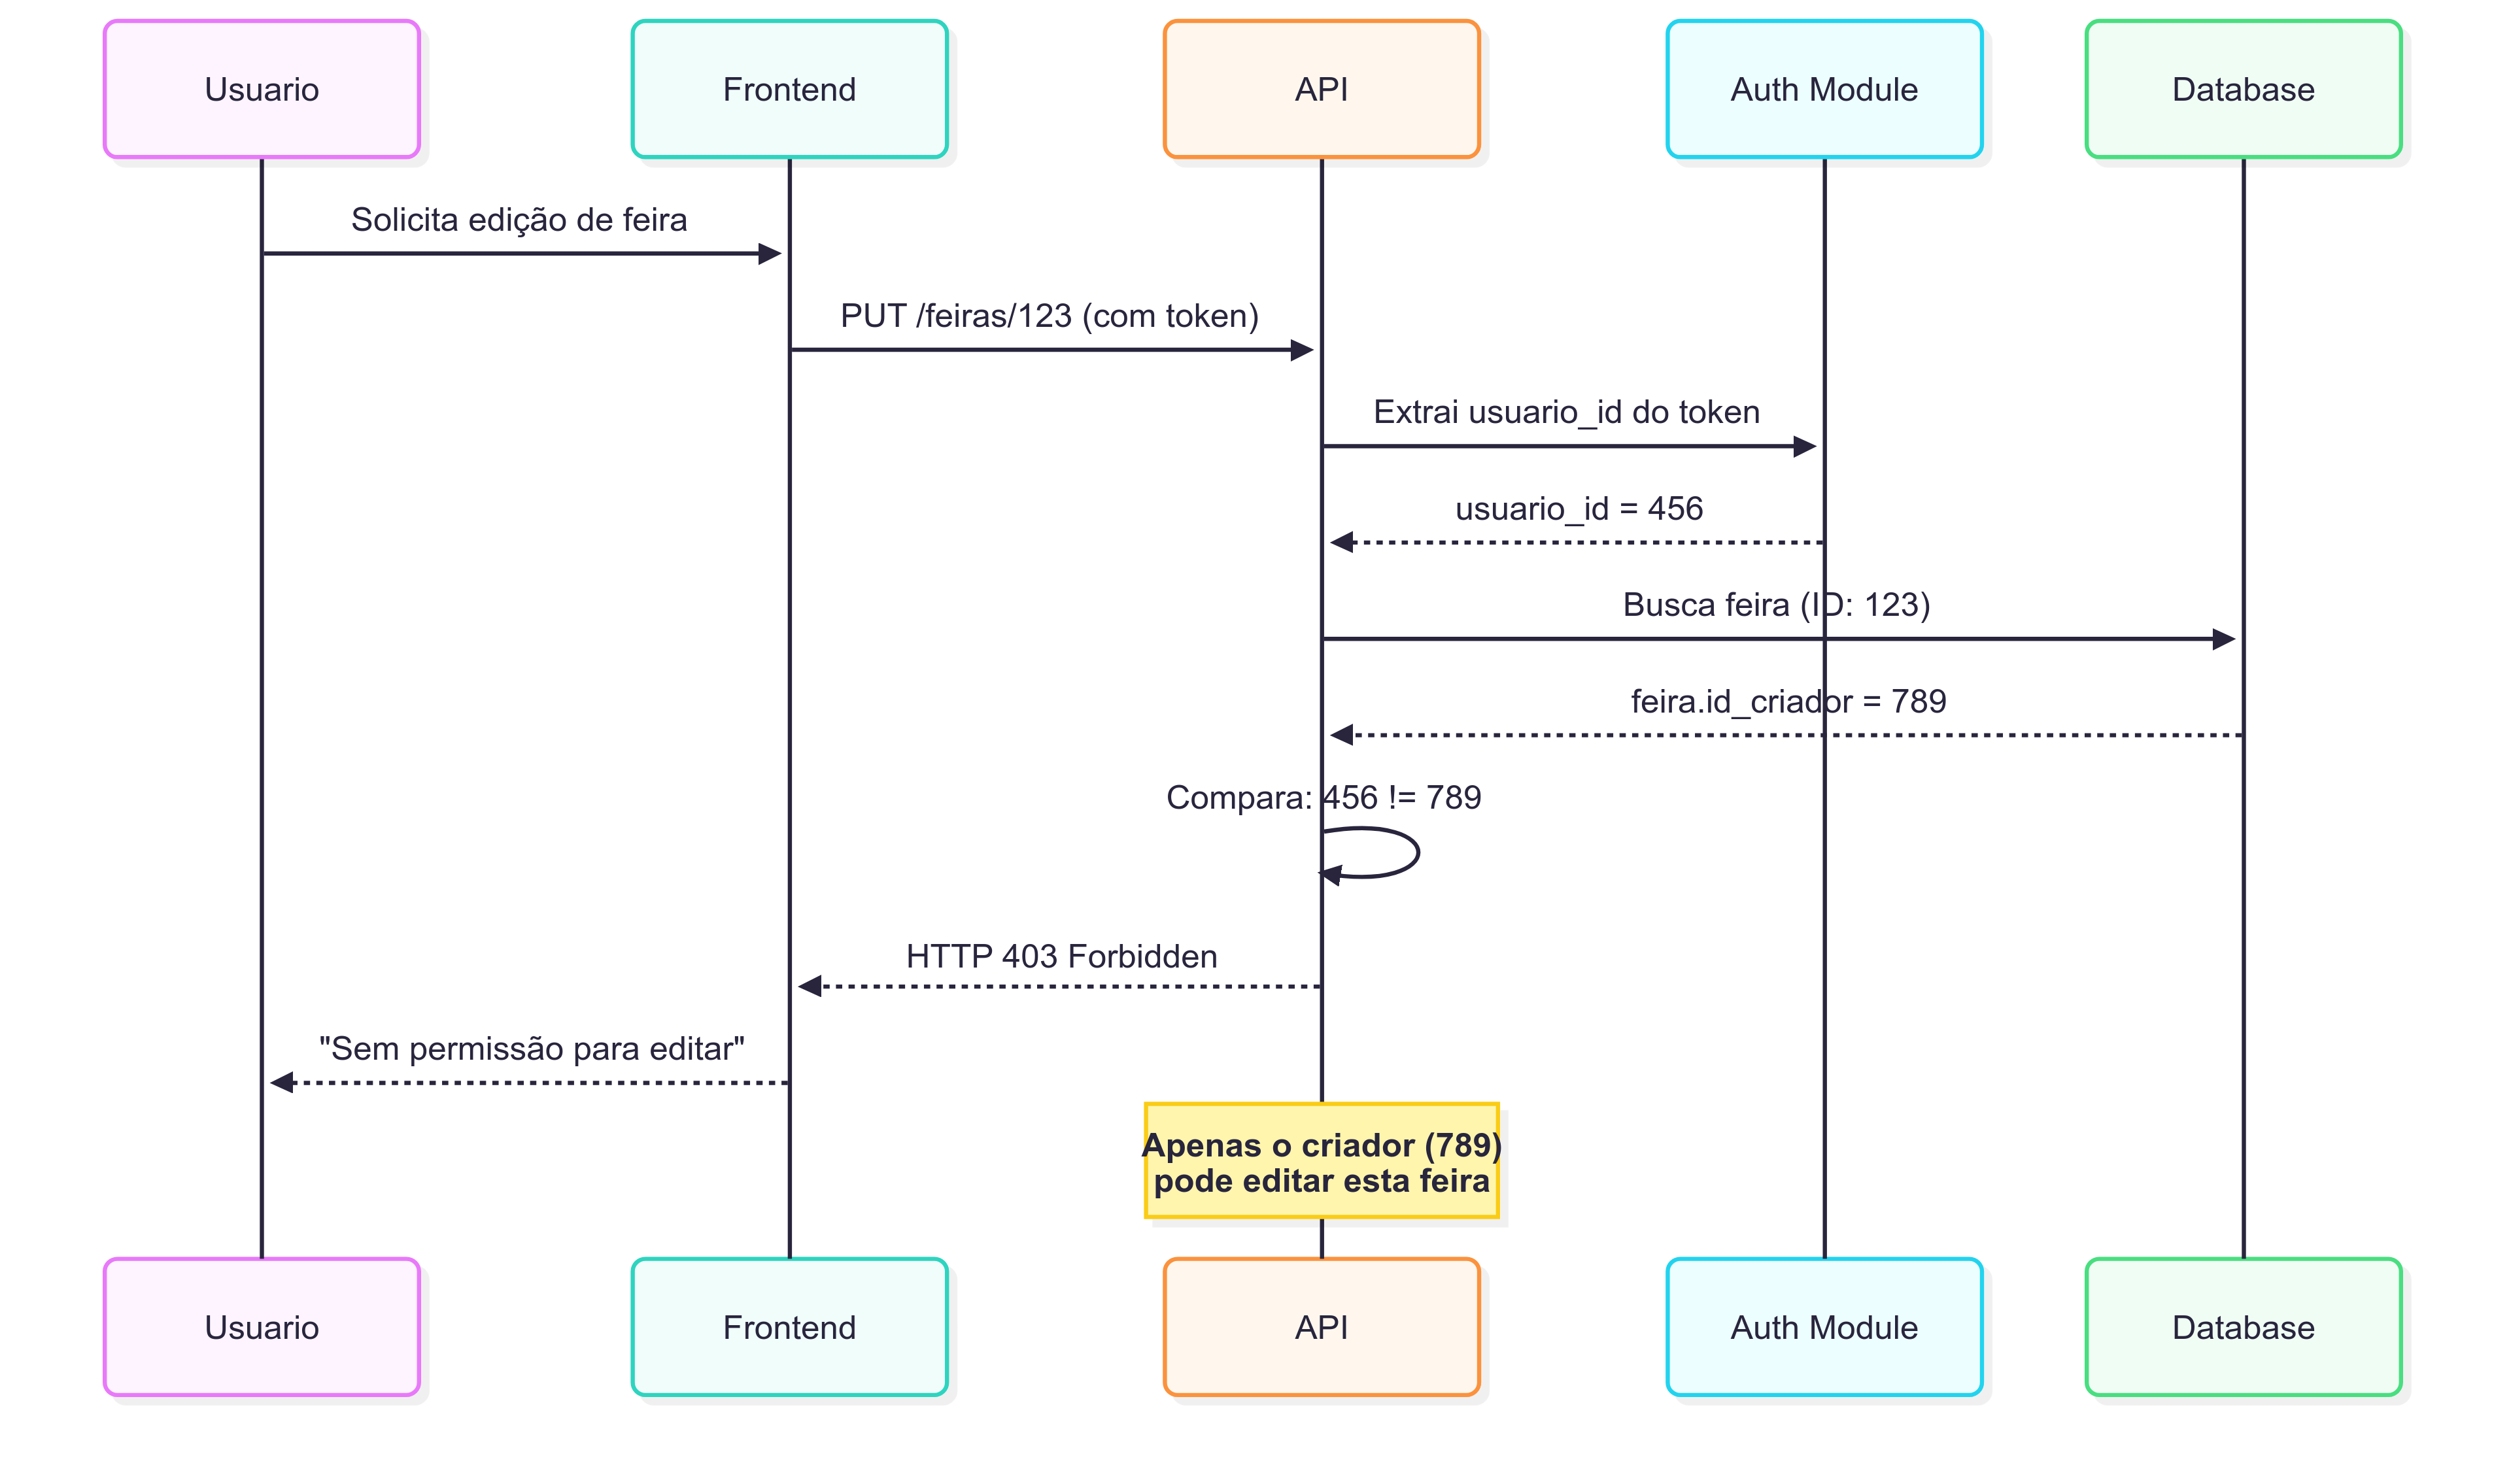 Usuario
Frontend
API
Auth Module
Database
Solicita edição de feira
PUT /feiras/123 (com token)
Extrai usuario_id do token
usuario_id = 456
Busca feira (ID: 123)
feira.id_criador = 789
Compara: 456 != 789
HTTP 403 Forbidden
"Sem permissão para editar"
Apenas o criador (789)
pode editar esta feira
Usuario
Frontend
API
Auth Module
Database